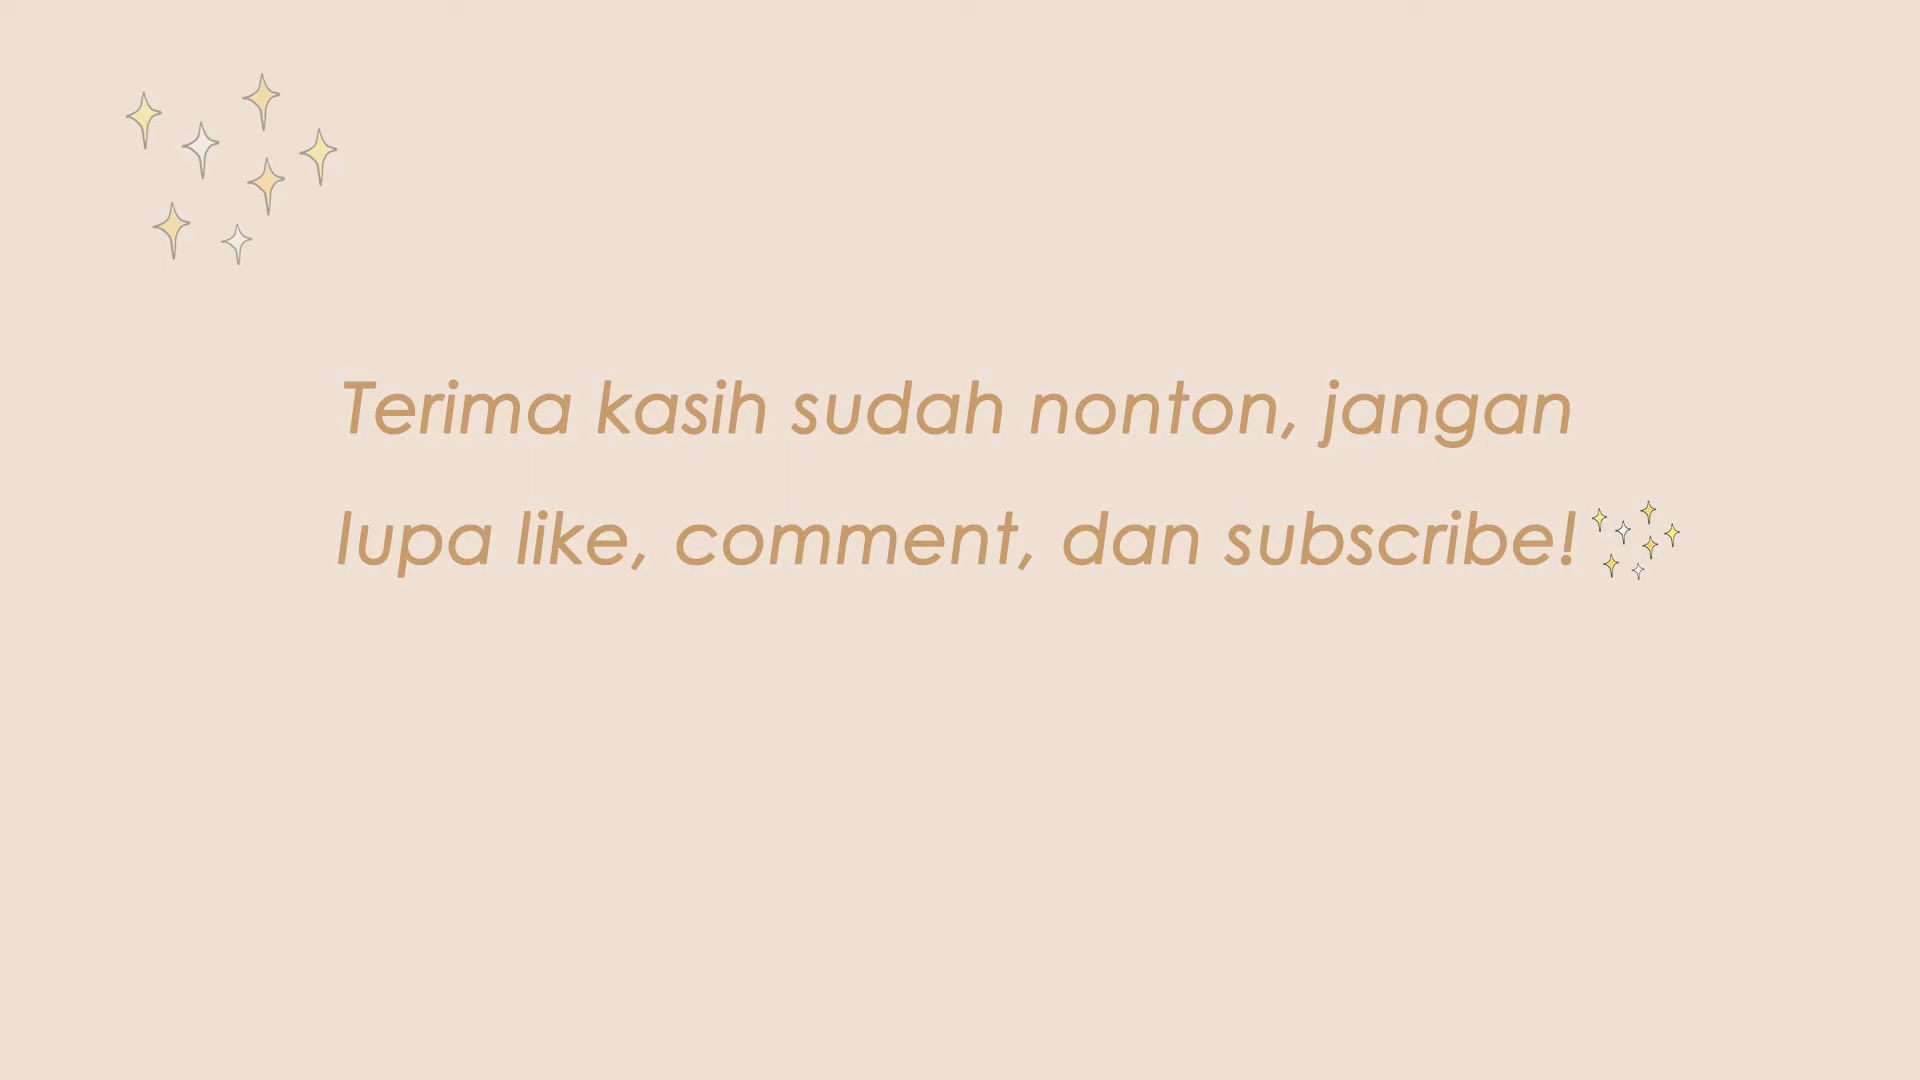 Terima kasih sudah nonton, jangan
lupa like, comment, dan subscribe!